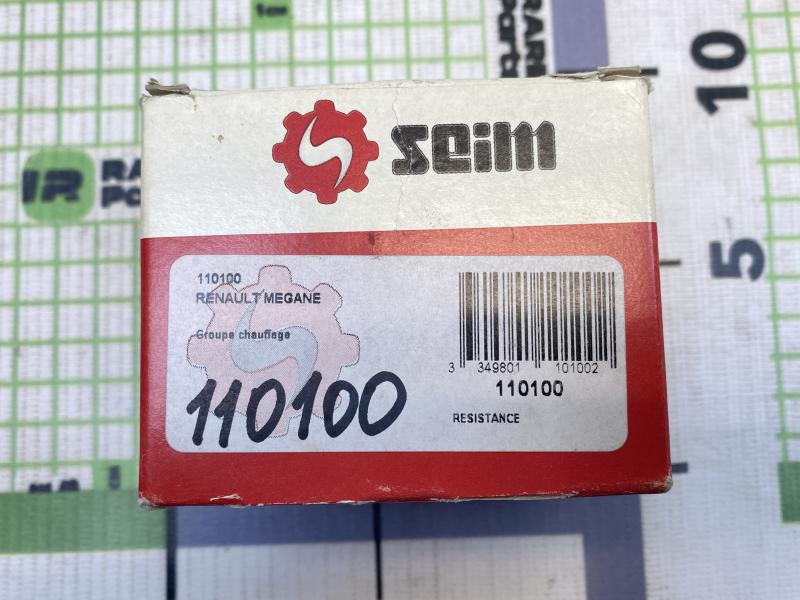 seim
110100
RENAULT MEGANE
Groupe chauffage
110100
3 349801 101002
110100
RESISTANCE
10
5